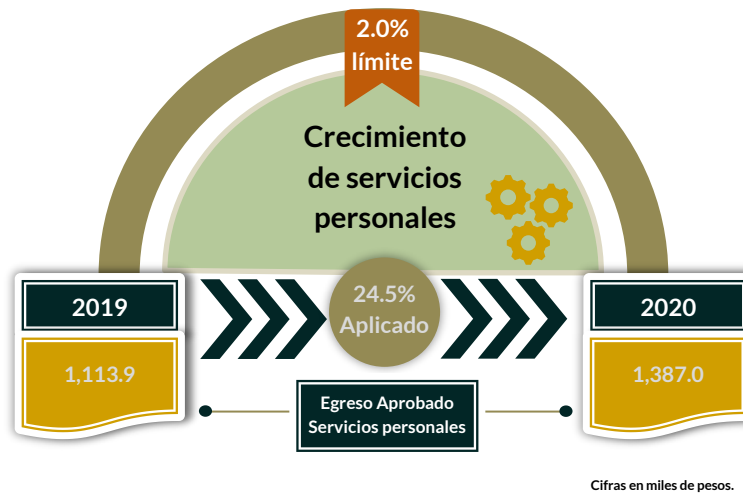 2.0%
límite
Crecimiento
de servicios
personales
2019
24.5%
Aplicado
2020
1,113.9
1,387.0
Egreso Aprobado
Servicios personales
Cifras en miles de pesos.